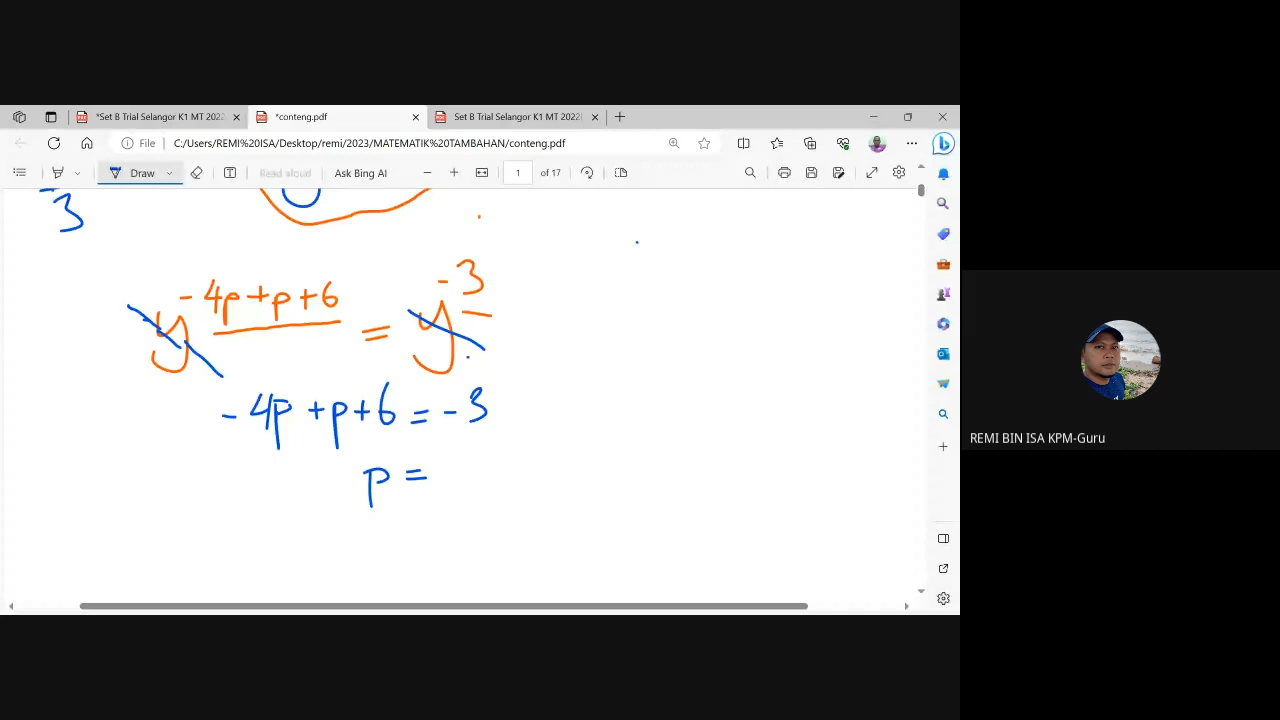 *Set B Trial Selangor K1 MT 2022
*conteng.pdf
Set B Trial Selangor K1 MT 2022
File
C:/Users/REMI%20ISA/Desktop/remi/2023/MATEMATIK%20TAMBAHAN/conteng.pdf
Draw
Read aloud
Ask Bing AI
1
of 17
3
y^{-4p+p+6} = y^{-3}
-4p+p+6=-3
p=
REMI BIN ISA KPM-Guru